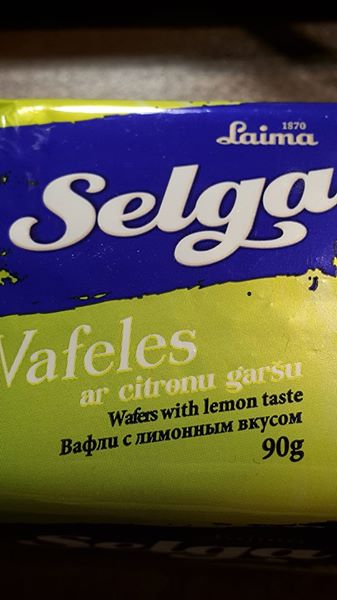 1870
Laima
Selga
Vafeles
ar citronu garšu
Wafers with lemon taste
Вафли с лимонным вкусом
90g
Selga